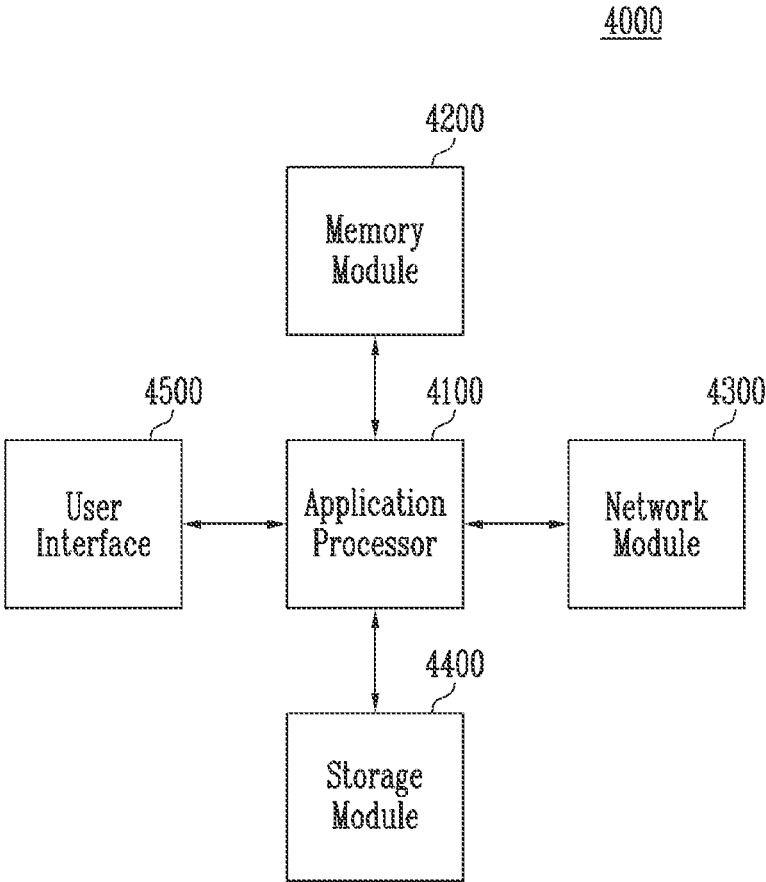 4000
4200
Memory
Module
4500
4100
4300
User
Interface
Application
Processor
Network
Module
4400
Storage
Module